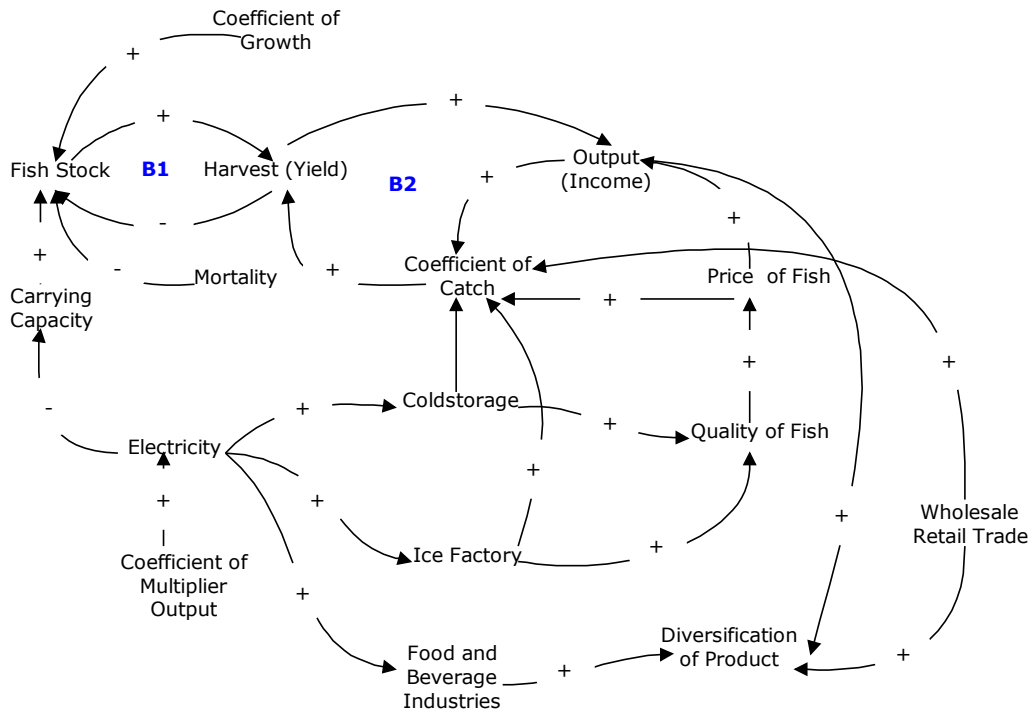 Coefficient of
Growth
+
+
+
Fish Stock
B1
Harvest (Yield)
B2
Output
(Income)
+
-
+
+
-
Mortality
+
Coefficient of
Catch
Price of Fish
Carrying
Capacity
+
+
+
-
+
Coldstorage
+
Quality of Fish
Electricity
+
+
+
+
Wholesale
Retail Trade
Coefficient of
Multiplier
Output
Ice Factory
+
+
Diversification
of Product
+
Food and
Beverage
Industries
+